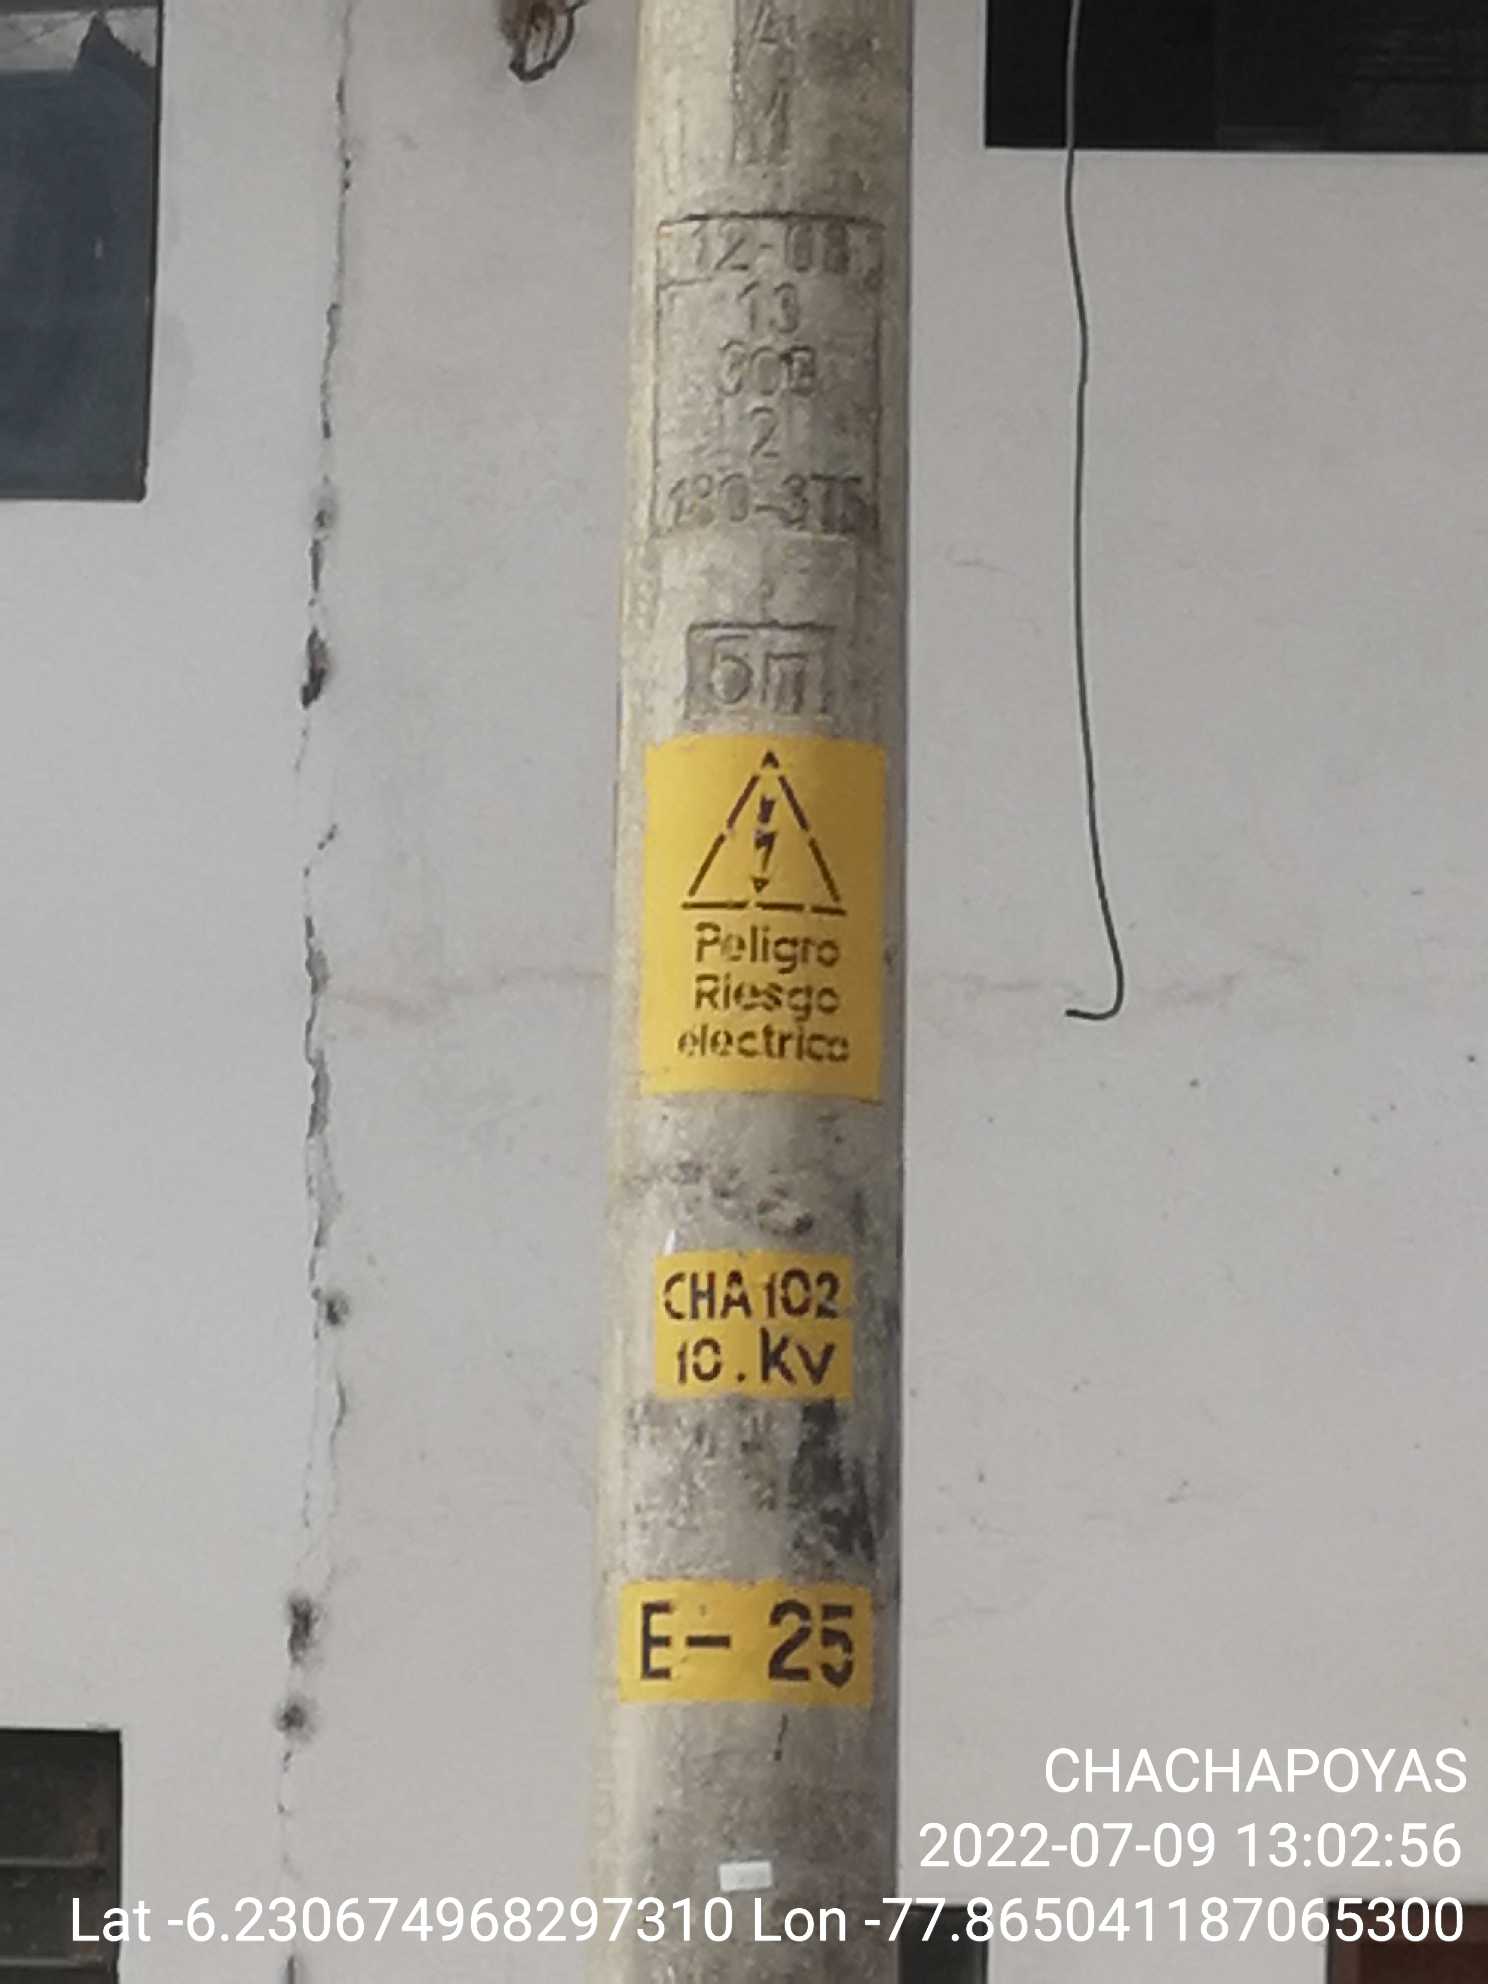 13
2
5m
Peligro
Riesgo
electrico
CHA 102
10.KV
E-25
CHACHAPOYAS
2022-07-09 13:02:56
Lat -6.230674968297310 Lon -77.865041187065300